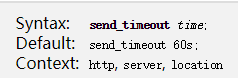 Syntax: send_timeout time;
Default: send_timeout 60s;
Context: http, server, location